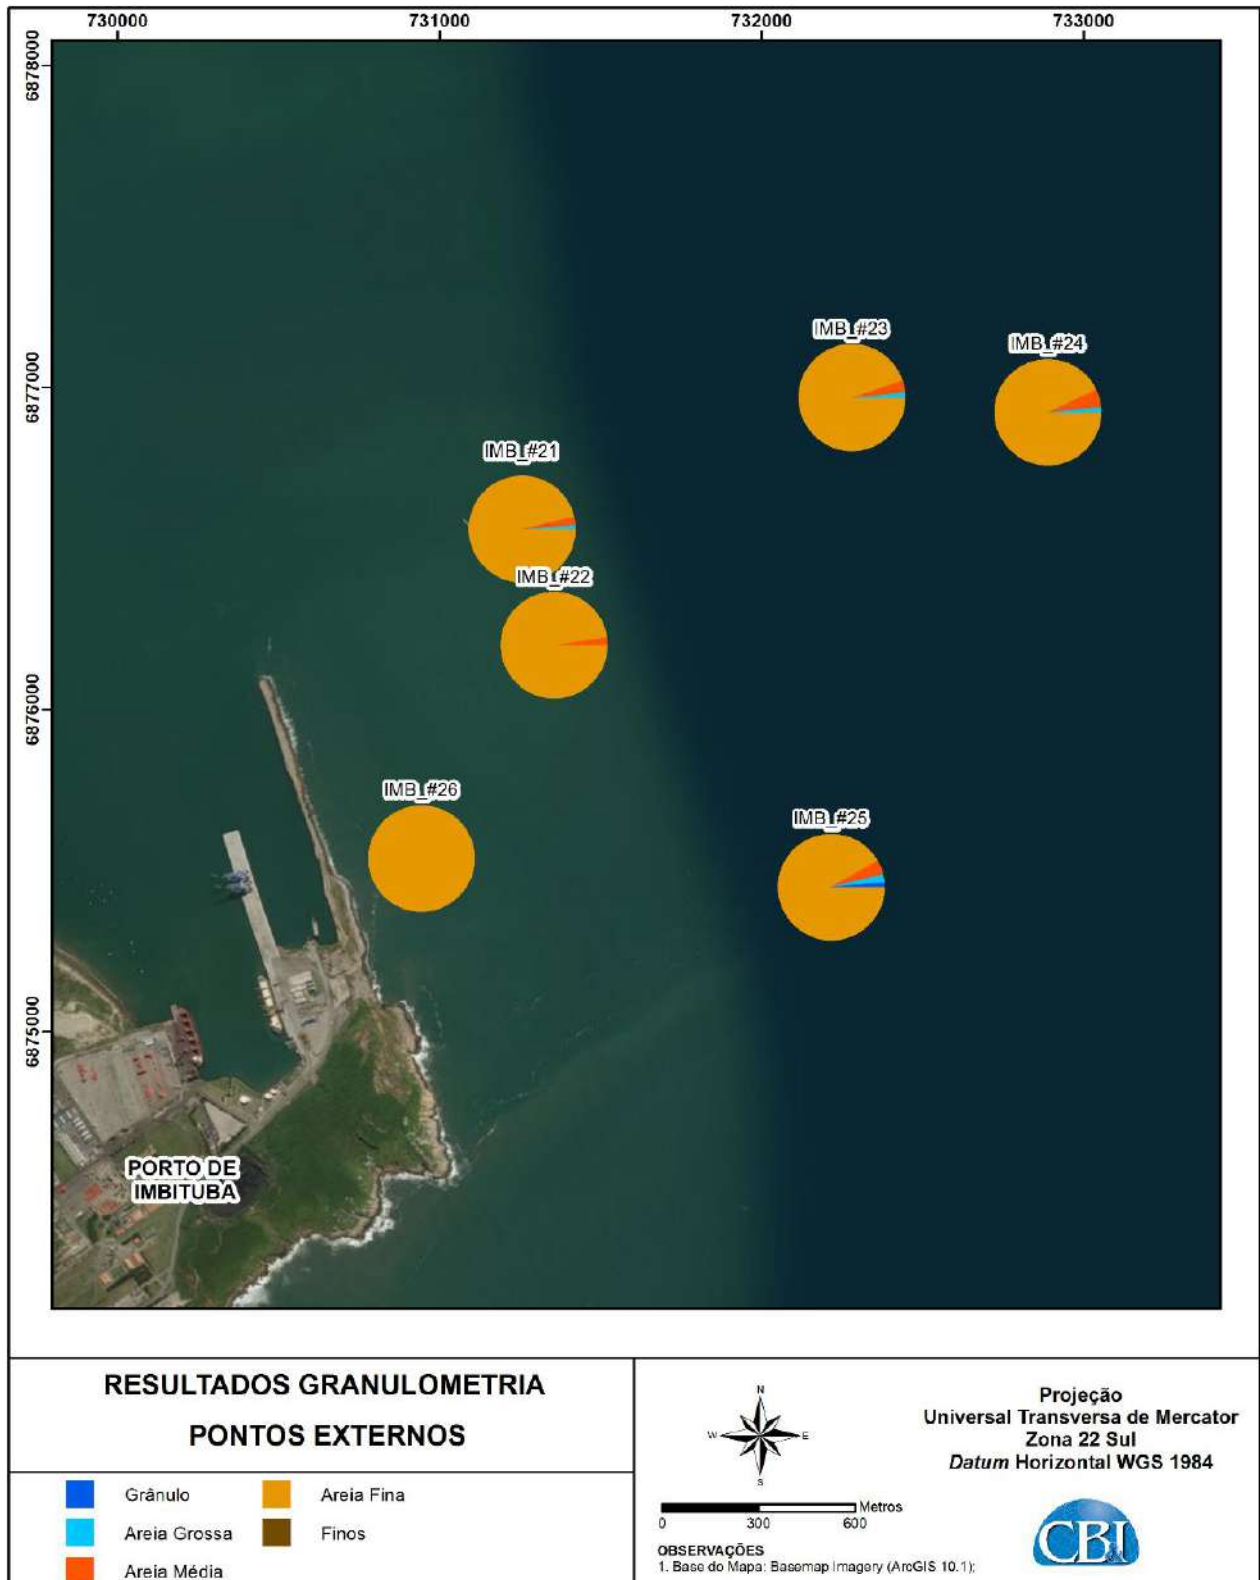 730000 731000 732000 733000
6878000
6877000
6876000
6875000
IMB_#23
IMB_#24
IMB_#21
IMB_#22
IMB_#26
IMB_#25
PORTO DE
IMBITUBA
RESULTADOS GRANULOMETRIA
PONTOS EXTERNOS
Grânulo
Areia Grossa
Areia Média
Areia Fina
Finos
N
W E
S
Metros
0 300 600
OBSERVAÇÕES
1. Base do Mapa: Basemap Imagery (ArcGIS 10.1);
Projeção
Universal Transversa de Mercator
Zona 22 Sul
Datum Horizontal WGS 1984